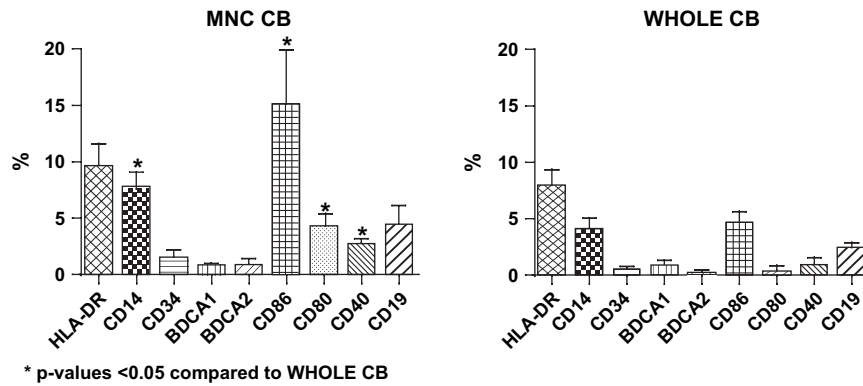 MNC CB
WHOLE CB
20
15
10
5
0
%
*
*
*
*
HLA-DR
CD14
CD34
BDCA1
BDCA2
CD86
CD80
CD40
CD19
20
15
10
5
0
%
HLA-DR
CD14
CD34
BDCA1
BDCA2
CD86
CD80
CD40
CD19
* p-values <0.05 compared to WHOLE CB